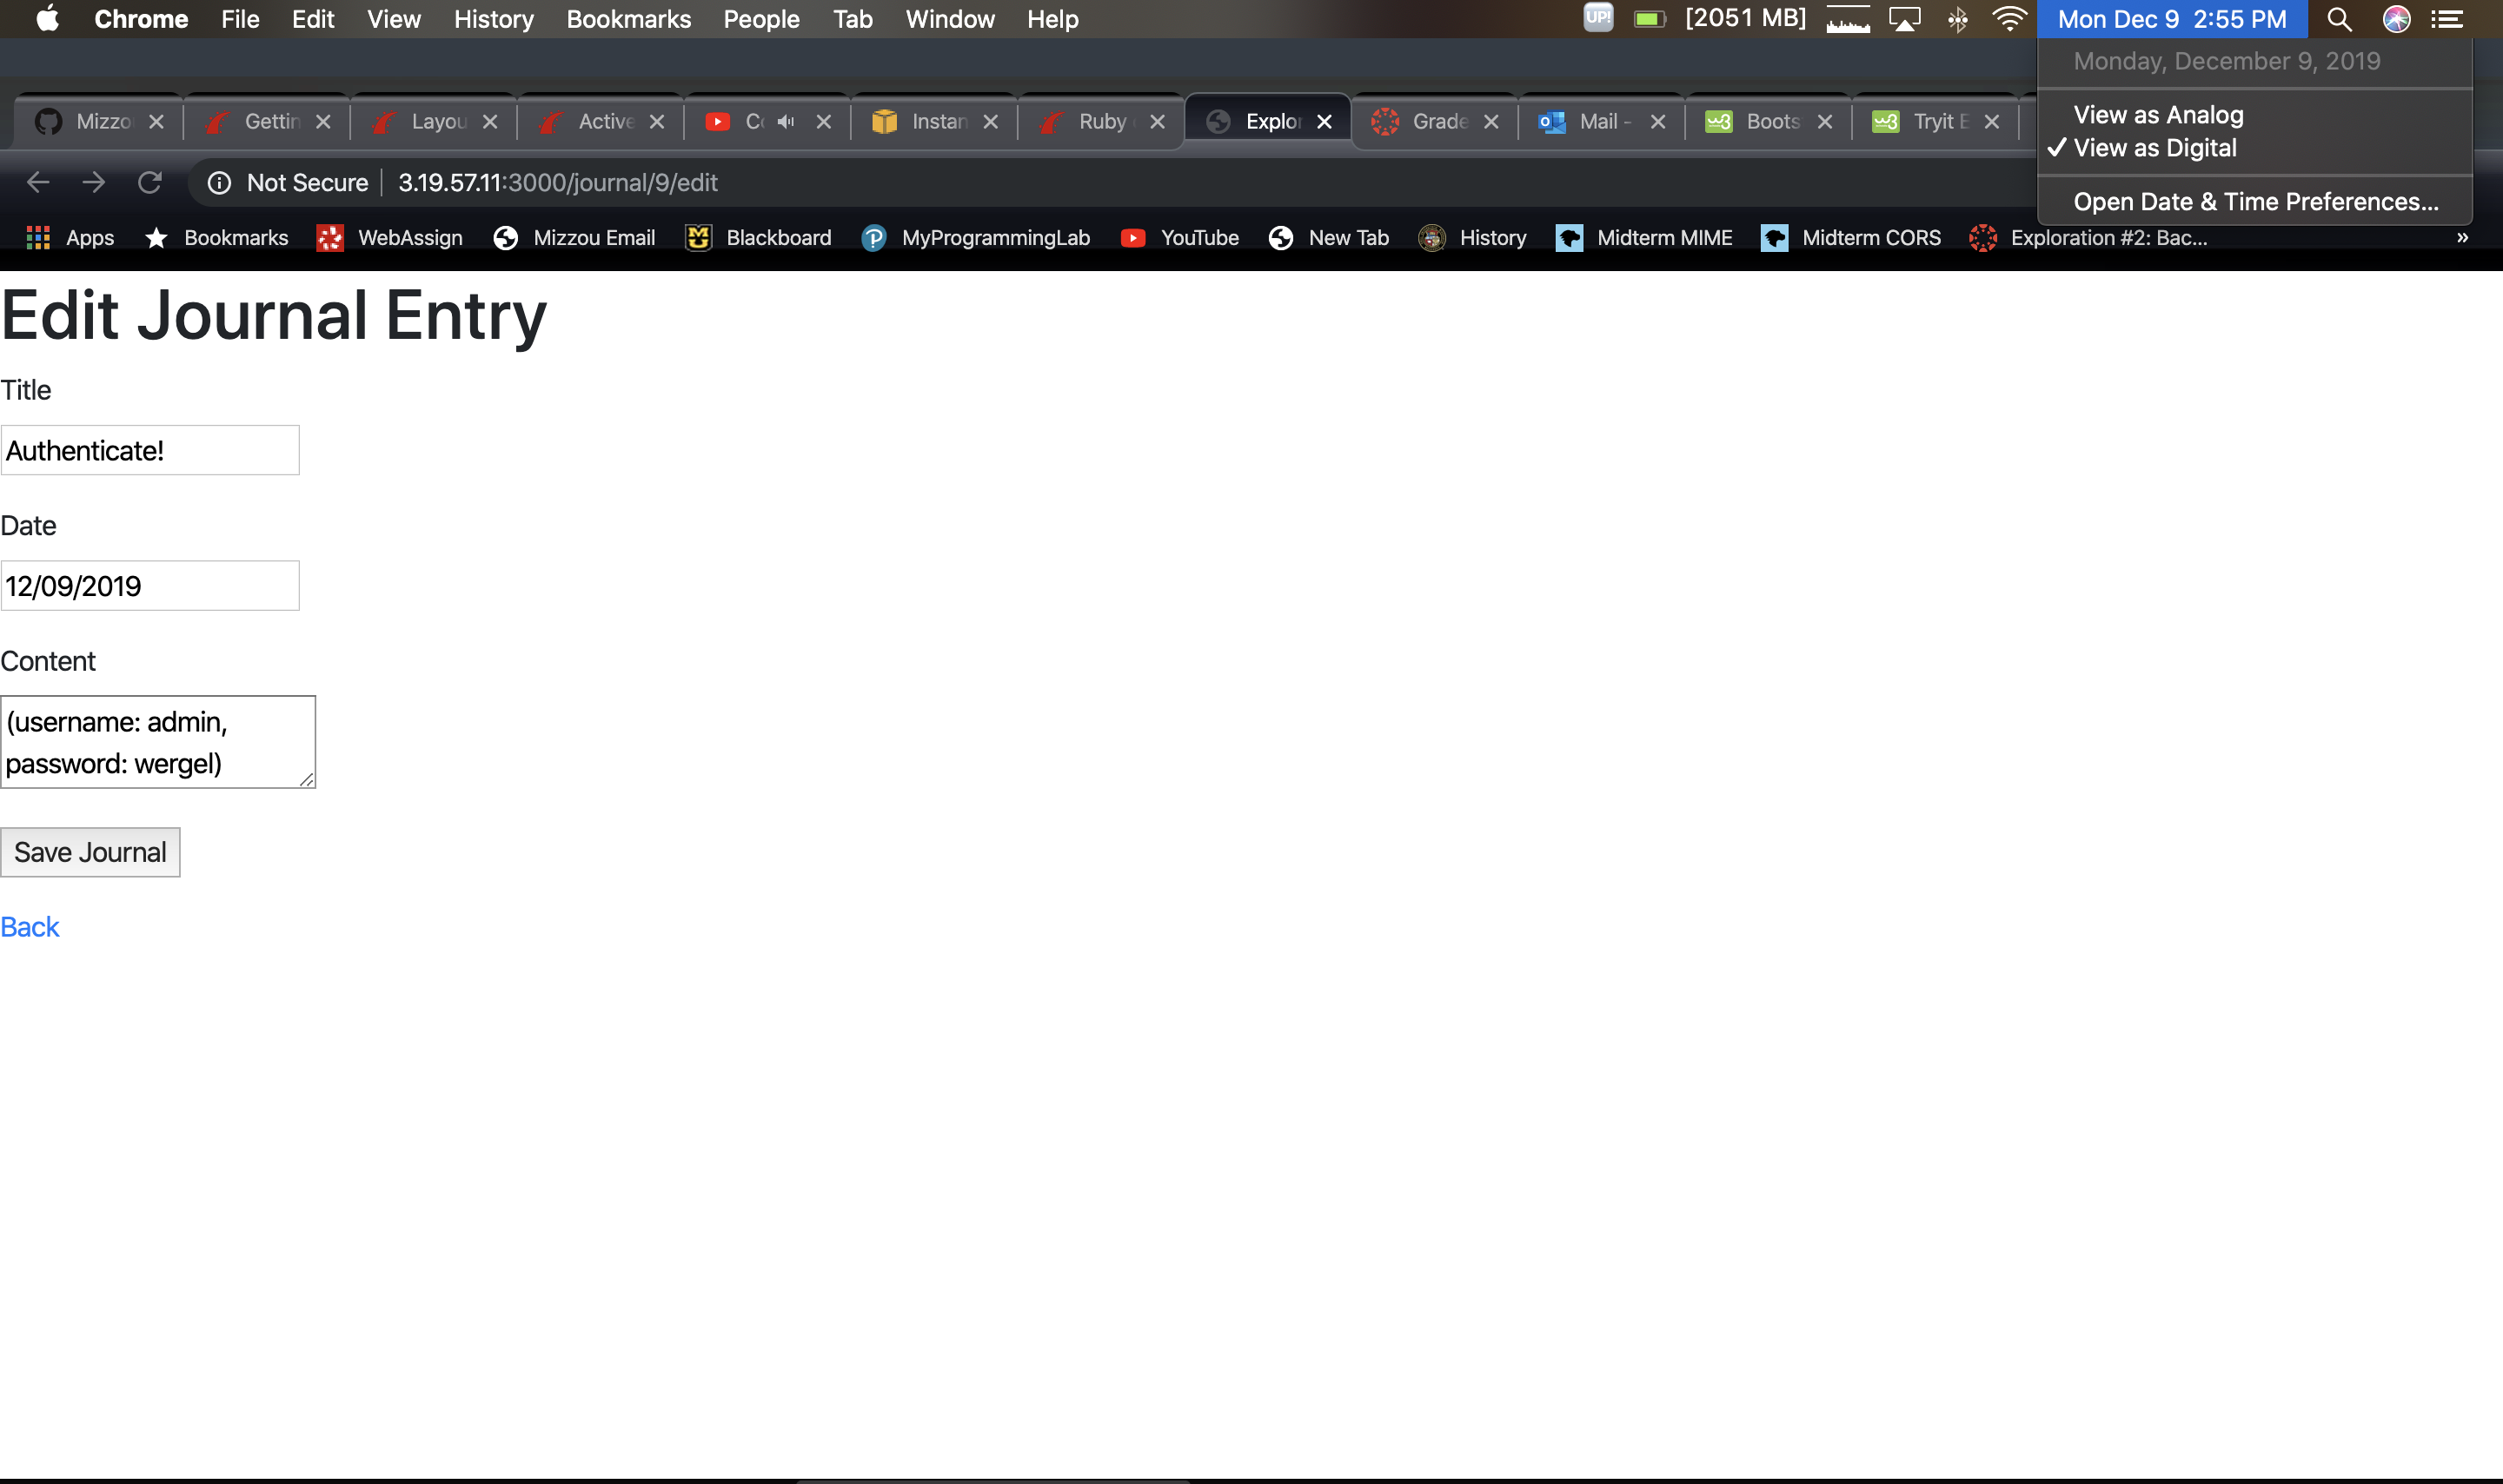 Chrome File Edit View History Bookmarks People Tab Window Help UP! [2051 MB] Mon Dec 9 2:55 PM
Monday, December 9, 2019
View as Analog
✓ View as Digital
Open Date & Time Preferences...
Mizzo Gettin Layou Active Instan Ruby Explor Grade Mail - Boots Tryit E
Not Secure 3.19.57.11:3000/journal/9/edit
Apps Bookmarks WebAssign Mizzou Email Blackboard MyProgrammingLab YouTube New Tab History Midterm MIME Midterm CORS Exploration #2: Bac... »
Edit Journal Entry
Title
Authenticate!
Date
12/09/2019
Content
(username: admin,
password: wergel)
Save Journal
Back